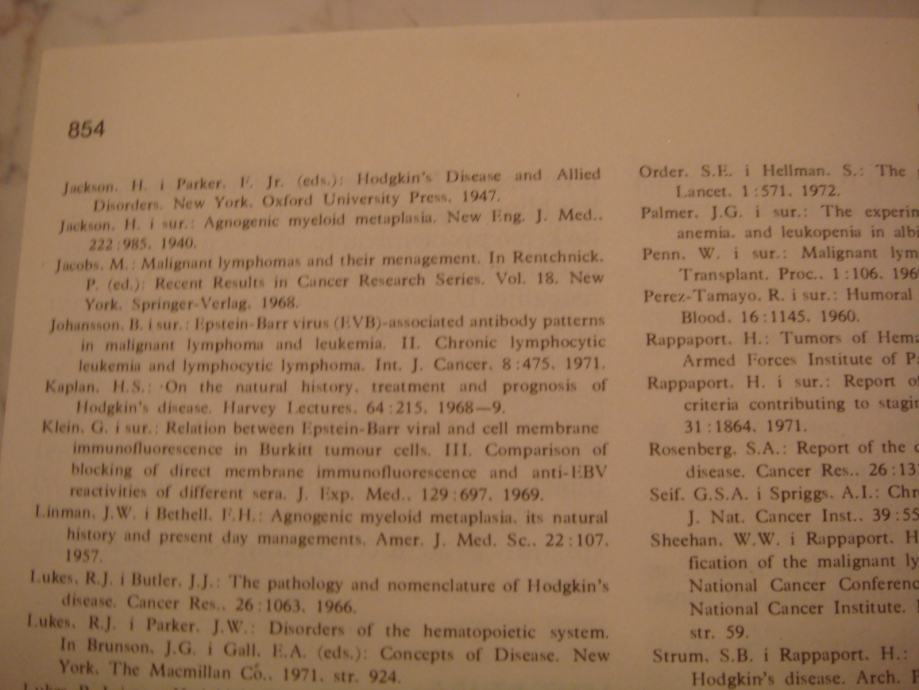 854
Jackson. H. i Parker. F. Jr. (eds.): Hodgkin's Disease and Allied
Disorders. New York. Oxford University Press. 1947.
Jackson. H. i sur.: Agnogenic myeloid metaplasia. New Eng. J. Med..
222:985. 1940.
Jacobs. M.: Malignant lymphomas and their menagement. In Rentchnick.
P. (ed.): Recent Results in Cancer Research Series. Vol. 18. New
York. Springer-Verlag. 1968.
Johansson. B. i sur.: Epstein-Barr virus (EVB)-associated antibody patterns
in malignant lymphoma and leukemia. II. Chronic lymphocytic
leukemia and lymphocytic lymphoma. Int. J. Cancer. 8:475. 1971.
Kaplan. H.S.: On the natural history. treatment and prognosis of
Hodgkin's disease. Harvey Lectures. 64:215. 1968—9.
Klein. G. i sur.: Relation between Epstein-Barr viral and cell membrane
immunofluorescence in Burkitt tumour cells. III. Comparison of
blocking of direct membrane immunofluorescence and anti-EBV
reactivities of different sera. J. Exp. Med.. 129:697. 1969.
Linman. J.W. i Bethell. F.H.: Agnogenic myeloid metaplasia. its natural
history and present day managements. Amer. J. Med. Sc.. 22:107.
1957.
Lukes. R.J. i Butler. J.J.: The pathology and nomenclature of Hodgkin's
disease. Cancer Res.. 26:1063. 1966.
Lukes. R.J. i Parker. J.W.: Disorders of the hematopoietic system.
In Brunson. J.G. i Gall. E.A. (eds.): Concepts of Disease. New
York. The Macmillan Co.. 1971. str. 924.
Order. S.E. i Hellman. S.: The
Lancet. 1:571. 1972.
Palmer. J.G. i sur.: The experin
anemia. and leukopenia in albi
Penn. W. i sur.: Malignant lym
Transplant. Proc.. 1:106. 196
Perez-Tamayo. R. i sur.: Humoral
Blood. 16:1145. 1960.
Rappaport. H.: Tumors of Hema
Armed Forces Institute of Pa
Rappaport. H. i sur.: Report of
criteria contributing to stagin
31:1864. 1971.
Rosenberg. S.A.: Report of the c
disease. Cancer Res.. 26:13
Seif. G.S.A. i Spriggs. A.I.: Chr
J. Nat. Cancer Inst.. 39:55
Sheehan. W.W. i Rappaport. H
fication of the malignant ly
National Cancer Conferenc
National Cancer Institute.
str. 59.
Strum. S.B. i Rappaport. H.:
Hodgkin's disease. Arch.